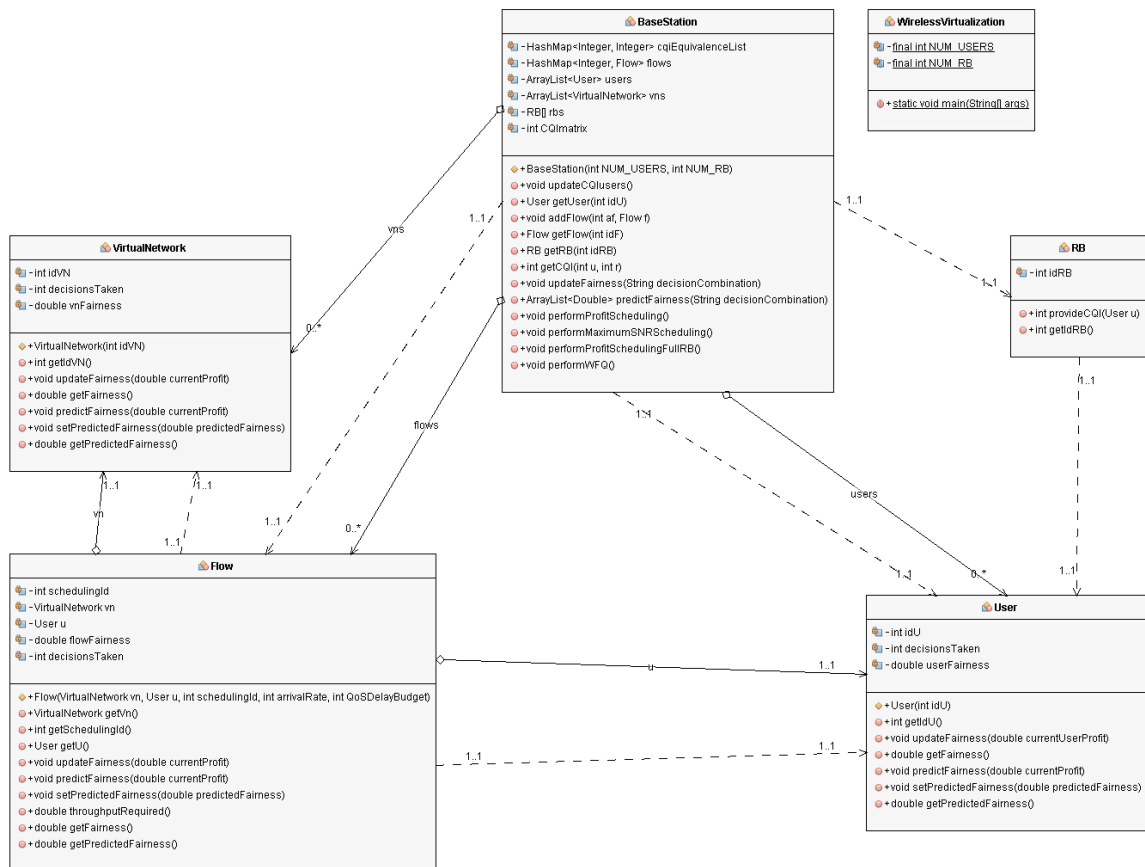 BaseStation
- HashMap<Integer, Integer> cqiEquivalenceList
- HashMap<Integer, Flow> flows
- ArrayList<User> users
- ArrayList<VirtualNetwork> vns
- RB[] rbs
- int CQImatrix
+ BaseStation(int NUM_USERS, int NUM_RB)
+ void updateCQIusers()
+ User getUser(int idU)
+ void addFlow(int af, Flow f)
+ Flow getFlow(int idF)
+ RB getRB(int idRB)
+ int getCQI(int u, int r)
+ void updateFairness(String decisionCombination)
+ ArrayList<Double> predictFairness(String decisionCombination)
+ void performProfitScheduling()
+ void performMaximumSNRScheduling()
+ void performProfitSchedulingFullRB()
+ void performWFQ()
WirelessVirtualization
- final int NUM_USERS
- final int NUM_RB
+ static void main(String[] args)
VirtualNetwork
- int idVN
- int decisionsTaken
- double vnFairness
+ VirtualNetwork(int idVN)
+ int getIdVN()
+ void updateFairness(double currentProfit)
+ double getFairness()
+ void predictFairness(double currentProfit)
+ void setPredictedFairness(double predictedFairness)
+ double getPredictedFairness()
RB
- int idRB
+ int provideCQI(User u)
+ int getIdRB()
vns
0..*
1..1
1..1
flows
0..*
1..1
1..1
1..1
1..1
users
0..*
1..1
1..1
1..1
vn
1..1
1..1
Flow
- int schedulingId
- VirtualNetwork vn
- User u
- double flowFairness
- int decisionsTaken
+ Flow(VirtualNetwork vn, User u, int schedulingId, int arrivalRate, int QoSDelayBudget)
+ VirtualNetwork getVn()
+ int getSchedulingId()
+ User getU()
+ void updateFairness(double currentProfit)
+ void predictFairness(double currentProfit)
+ void setPredictedFairness(double predictedFairness)
+ double throughputRequired()
+ double getFairness()
+ double getPredictedFairness()
u
1..1
1..1
1..1
User
- int idU
- int decisionsTaken
- double userFairness
+ User(int idU)
+ int getIdU()
+ void updateFairness(double currentUserProfit)
+ double getFairness()
+ void predictFairness(double currentProfit)
+ void setPredictedFairness(double predictedFairness)
+ double getPredictedFairness()